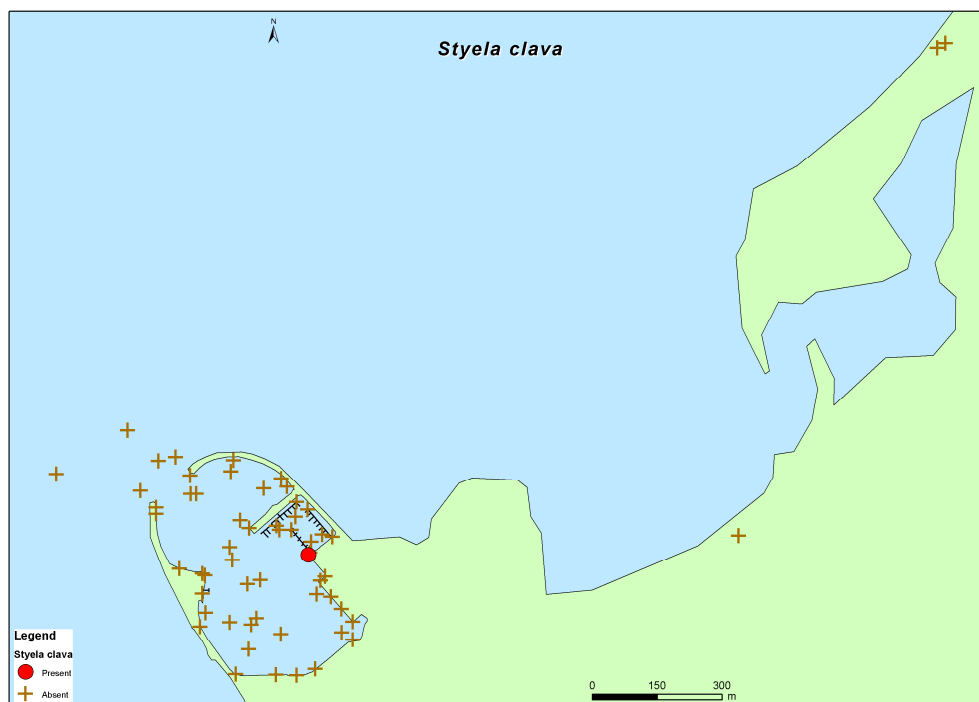 N
Styela clava
Legend
Styela clava
Present
Absent
0 150 300
m